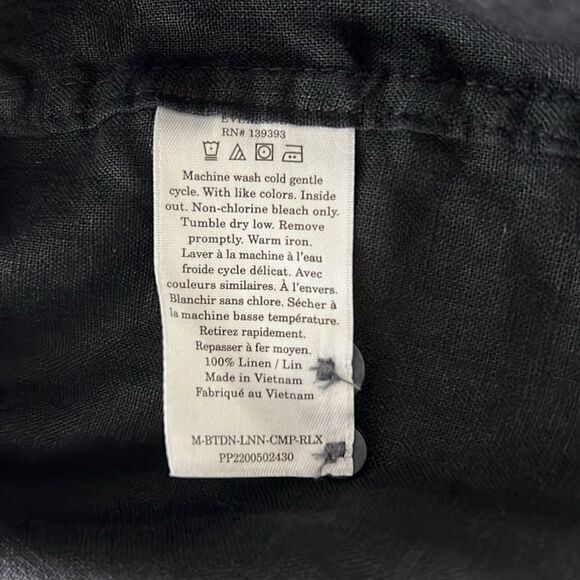 RN# 139393
Machine wash cold gentle
cycle. With like colors. Inside
out. Non-chlorine bleach only.
Tumble dry low. Remove
promptly. Warm iron.
Laver à la machine à l'eau
froide cycle délicat. Avec
couleurs similaires. À l'envers.
Blanchir sans chlore. Sécher à
la machine basse température.
Retirez rapidement.
Repasser à fer moyen.
100% Linen / Lin
Made in Vietnam
Fabriqué au Vietnam
M-BTDN-LNN-CMP-RLX
PP2200502430